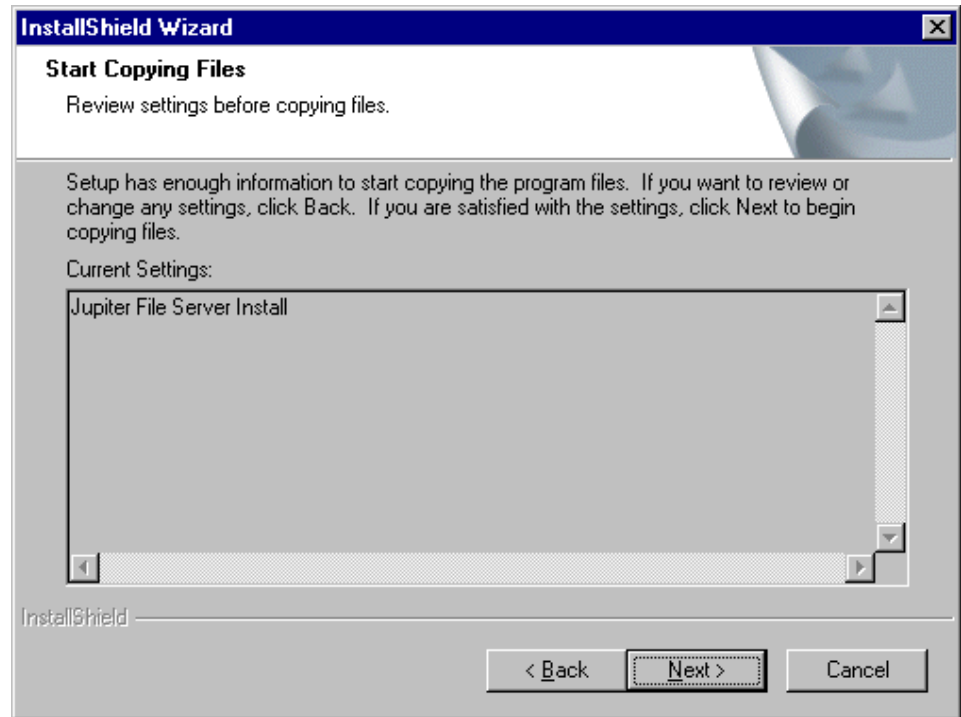 InstallShield Wizard
Start Copying Files
Review settings before copying files.
Setup has enough information to start copying the program files.  If you want to review or
change any settings, click Back.  If you are satisfied with the settings, click Next to begin
copying files.
Current Settings:
Jupiter File Server Install
InstallShield
< Back
Next >
Cancel